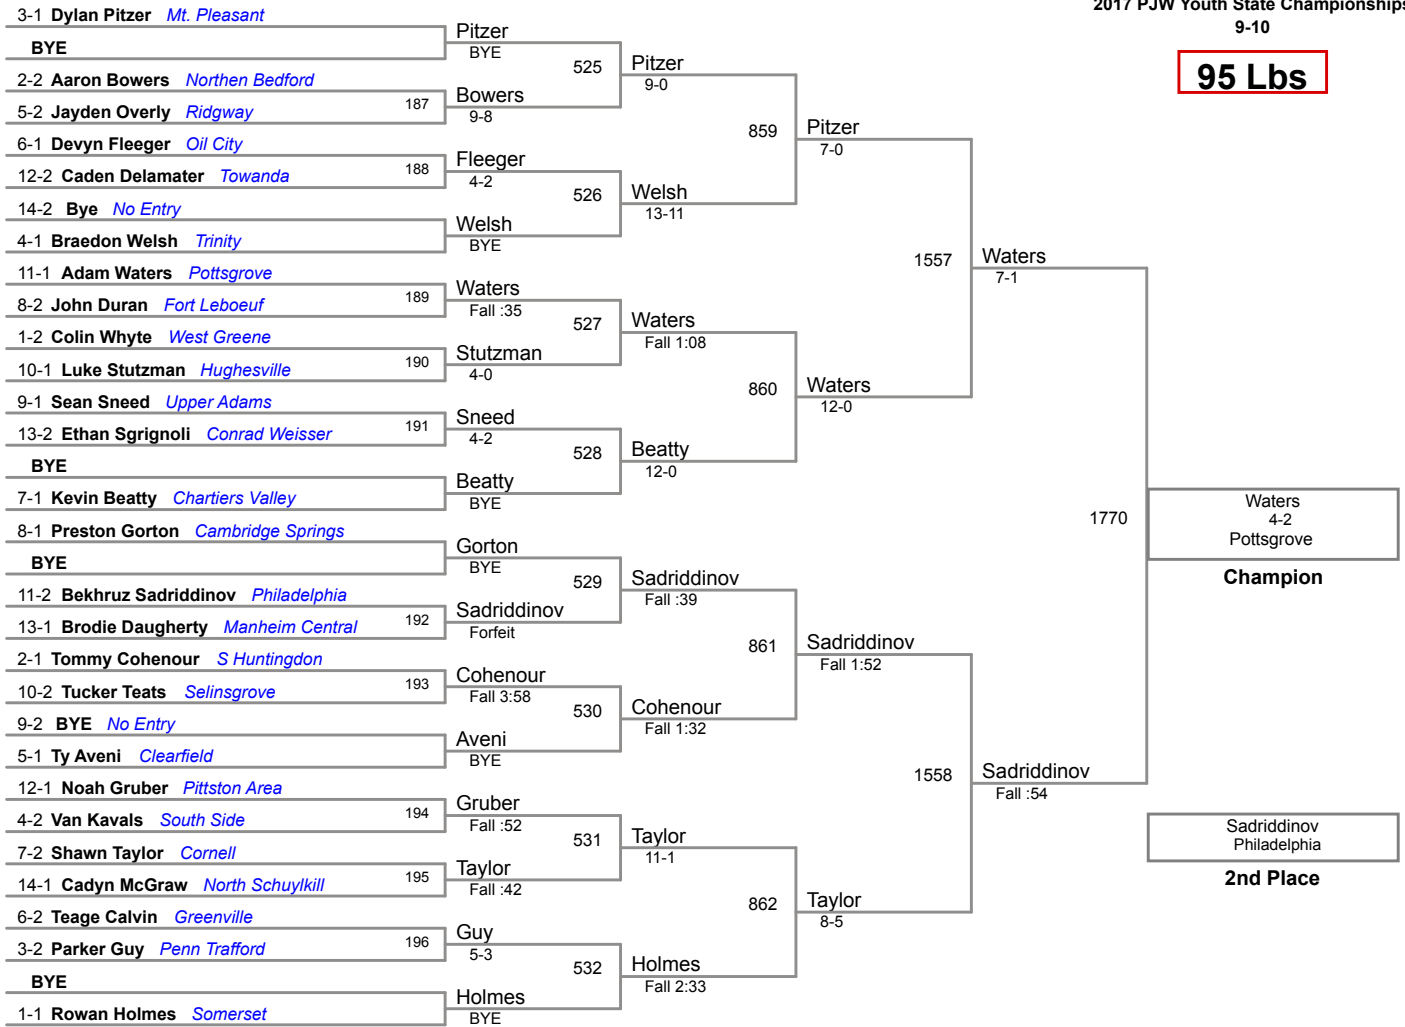 2017 PJW Youth State Championships
9-10
95 Lbs
3-1 Dylan Pitzer Mt. Pleasant
BYE
2-2 Aaron Bowers Northen Bedford
5-2 Jayden Overly Ridgway
6-1 Devyn Fleeger Oil City
12-2 Caden Delamater Towanda
14-2 Bye No Entry
4-1 Braedon Welsh Trinity
11-1 Adam Waters Pottsgrove
8-2 John Duran Fort Leboeuf
1-2 Colin Whyte West Greene
10-1 Luke Stutzman Hughesville
9-1 Sean Sneed Upper Adams
13-2 Ethan Sgrignoli Conrad Weisser
BYE
7-1 Kevin Beatty Chartiers Valley
8-1 Preston Gorton Cambridge Springs
BYE
11-2 Bekhruz Sadriddinov Philadelphia
13-1 Brodie Daugherty Manheim Central
2-1 Tommy Cohenour S Huntingdon
10-2 Tucker Teats Selinsgrove
9-2 BYE No Entry
5-1 Ty Aveni Clearfield
12-1 Noah Gruber Pittston Area
4-2 Van Kavals South Side
7-2 Shawn Taylor Cornell
14-1 Cadyn McGraw North Schuylkill
6-2 Teage Calvin Greenville
3-2 Parker Guy Penn Trafford
BYE
1-1 Rowan Holmes Somerset
187
188
189
190
191
192
193
194
195
196
Pitzer
BYE
Bowers
9-8
Fleeger
4-2
Welsh
BYE
Waters
Fall :35
Stutzman
4-0
Sneed
4-2
Beatty
BYE
Gorton
BYE
Sadriddinov
Forfeit
Cohenour
Fall 3:58
Aveni
BYE
Gruber
Fall :52
Taylor
Fall :42
Guy
5-3
Holmes
BYE
525
526
527
528
529
530
531
532
Pitzer
9-0
Welsh
13-11
Waters
Fall 1:08
Beatty
12-0
Sadriddinov
Fall :39
Cohenour
Fall 1:32
Taylor
11-1
Holmes
Fall 2:33
859
860
861
862
Pitzer
7-0
Waters
12-0
Sadriddinov
Fall 1:52
Taylor
8-5
1557
1558
Waters
7-1
Sadriddinov
Fall :54
1770
Waters
4-2
Pottsgrove
Champion
Sadriddinov
Philadelphia
2nd Place